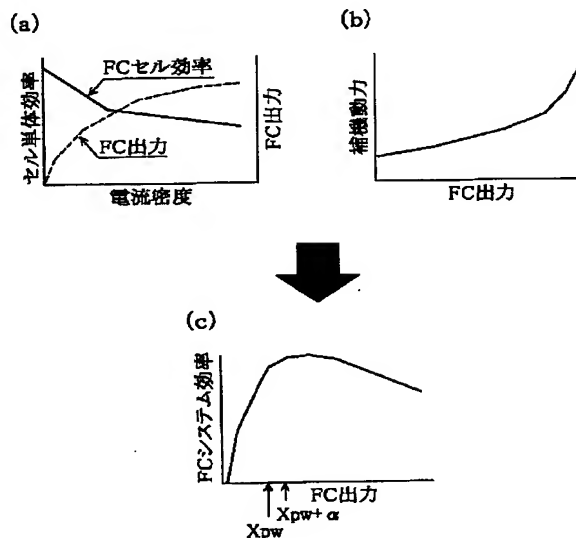 (a)
FCセル効率
セル単体効率
FC出力
FC出力
電流密度
(b)
補機動力
FC出力
(c)
FCシステム効率
FC出力
Xpw+α
Xpw